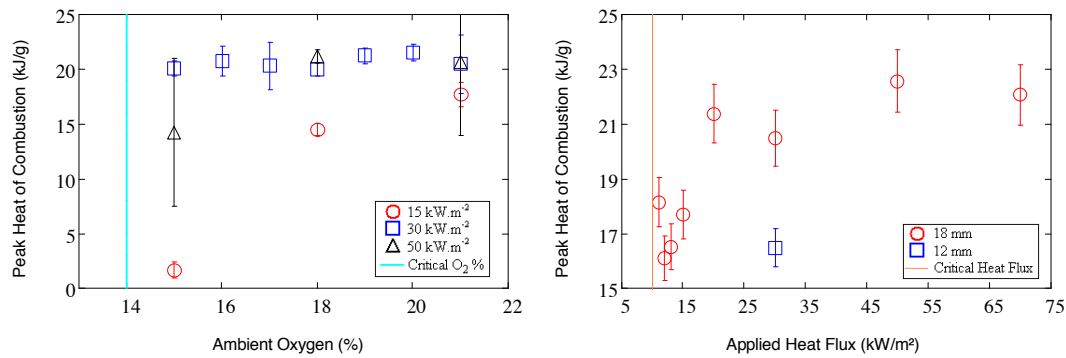 Peak Heat of Combustion (kJ/g)
25
20
15
10
5
0
14
16
18
20
22
Ambient Oxygen (%)
15 kW.m⁻²
30 kW.m⁻²
50 kW.m⁻²
Critical O₂ %
Peak Heat of Combustion (kJ/g)
25
23
21
19
17
15
5
15
25
35
45
55
65
75
Applied Heat Flux (kW/m²)
18 mm
12 mm
Critical Heat Flux